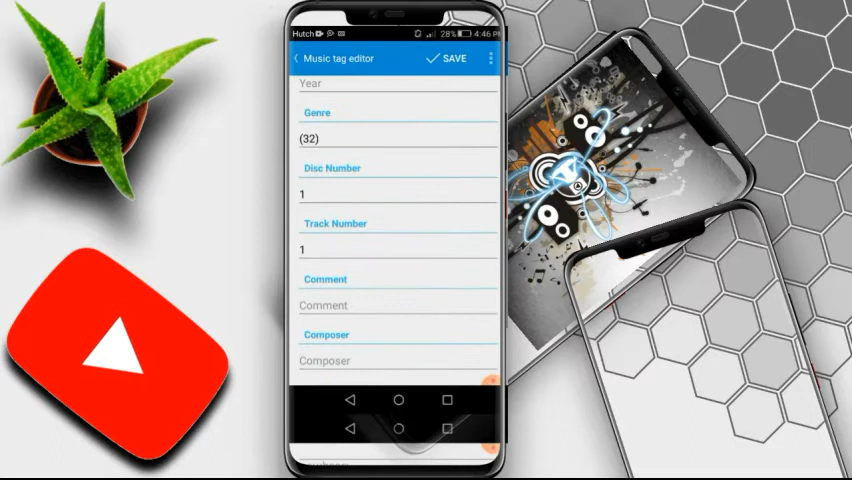 Hutch 28% 4:46 PM
Music tag editor SAVE
Year
Genre
(32)
Disc Number
1
Track Number
1
Comment
Comment
Composer
Composer